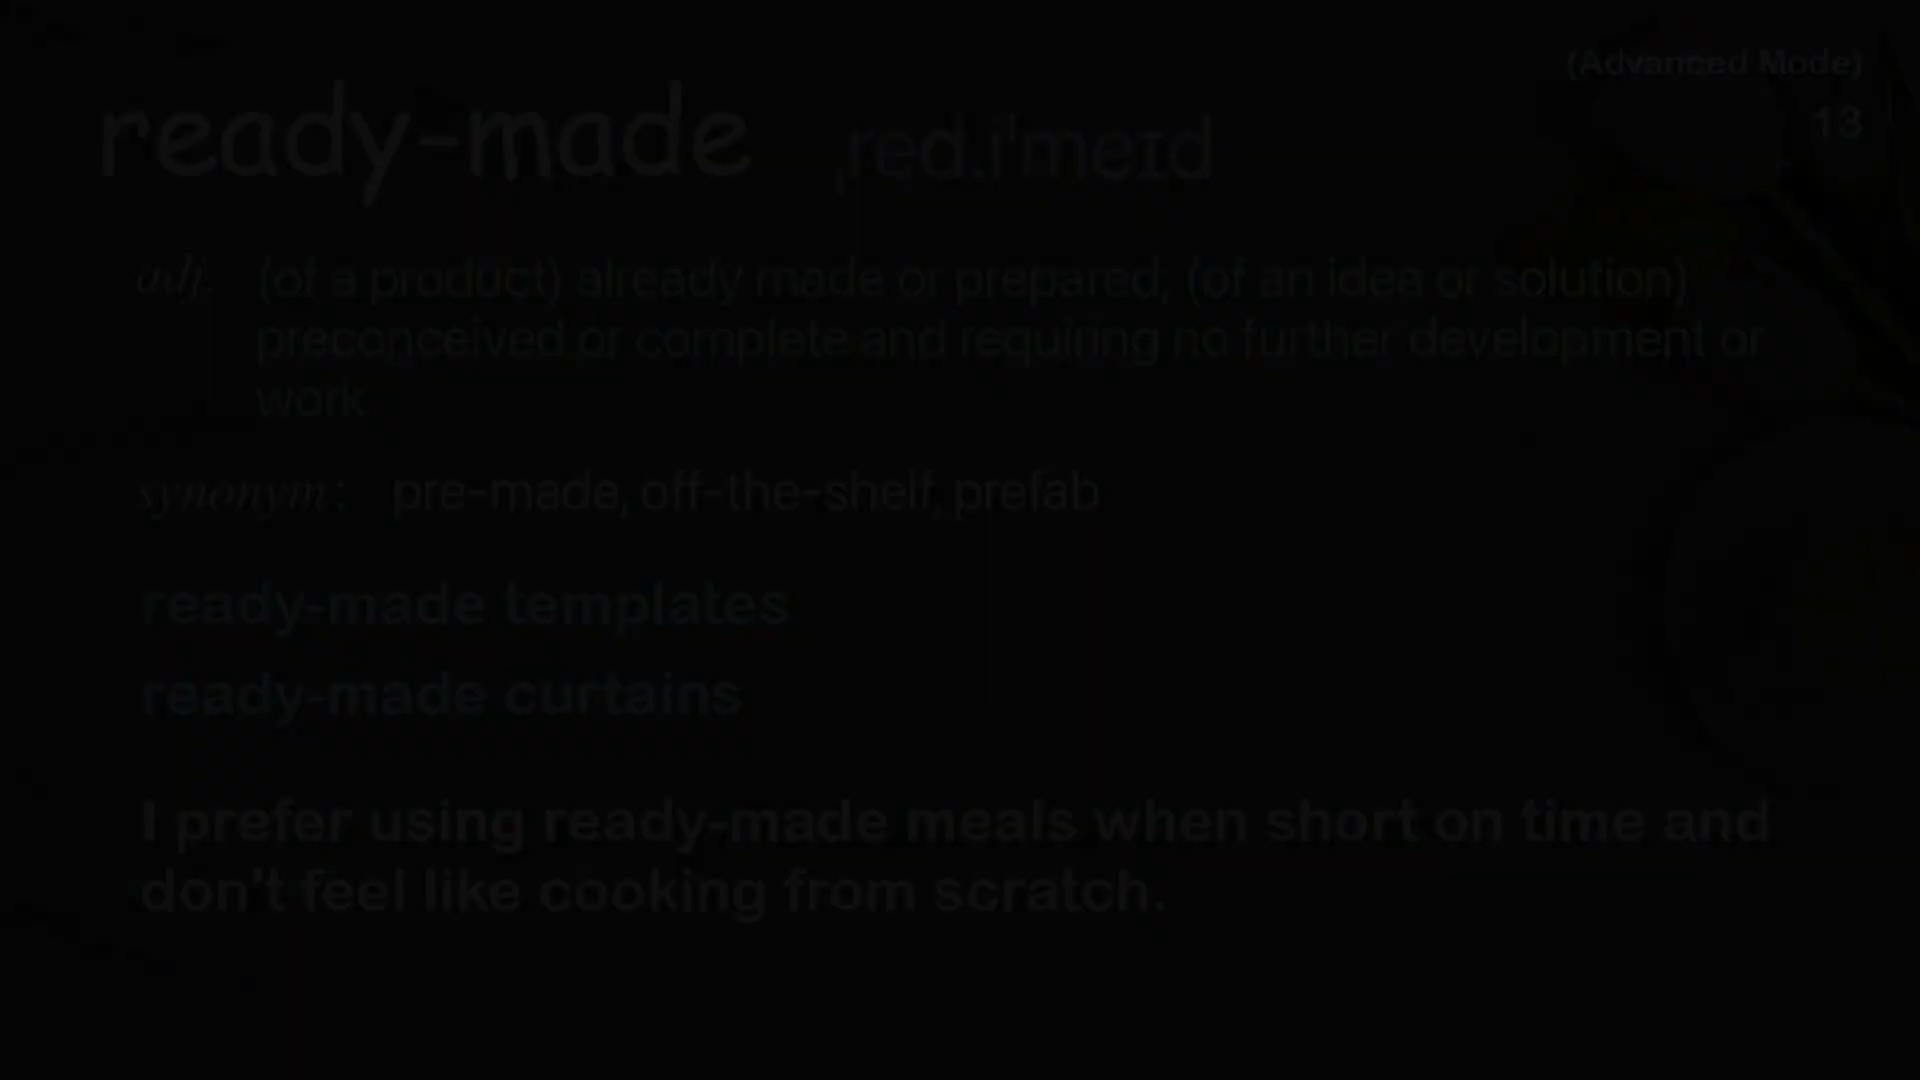 (Advanced Mode)
13
ready-made ˌred.iˈmeɪd
adj. (of a product) already made or prepared; (of an idea or solution)
preconceived or complete and requiring no further development or
work
synonym: pre-made, off-the-shelf, prefab
ready-made templates
ready-made curtains
I prefer using ready-made meals when short on time and
don't feel like cooking from scratch.